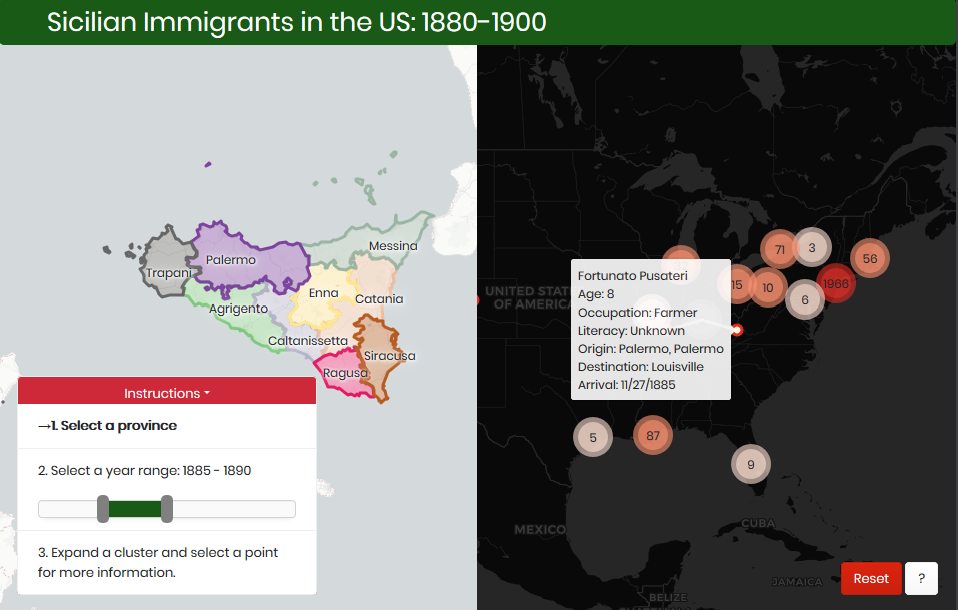 Sicilian Immigrants in the US: 1880-1900
Messina
Palermo
Trapani
Enna
Catania
Agrigento
Caltanissetta
Siracusa
Ragusa
Instructions
→1. Select a province
2. Select a year range: 1885 - 1890
3. Expand a cluster and select a point
for more information.
71
3
56
15
10
1966
6
UNITED STAT
OF AMERICA
Fortunato Pusateri
Age: 8
Occupation: Farmer
Literacy: Unknown
Origin: Palermo, Palermo
Destination: Louisville
Arrival: 11/27/1885
5
87
9
MEXICO
CUBA
JAMAICA
BELIZE
Reset
?